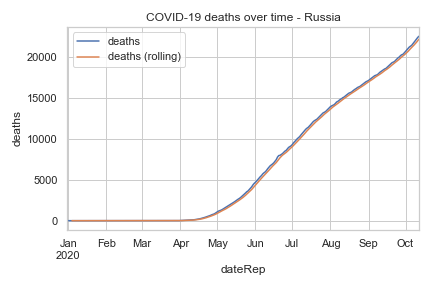 COVID-19 deaths over time - Russia
deaths
deaths (rolling)
20000
15000
10000
5000
0
deaths
Jan Feb Mar Apr May Jun Jul Aug Sep Oct
2020
dateRep